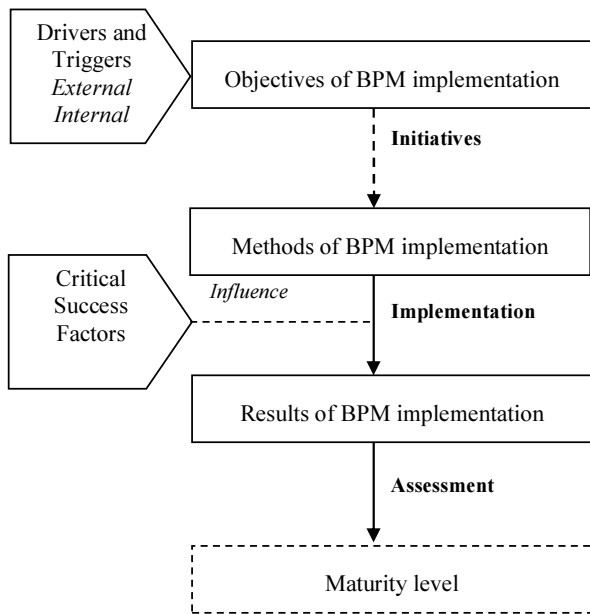 Drivers and
Triggers
External
Internal
Objectives of BPM implementation
Initiatives
Methods of BPM implementation
Critical
Success
Factors
Influence
Implementation
Results of BPM implementation
Assessment
Maturity level